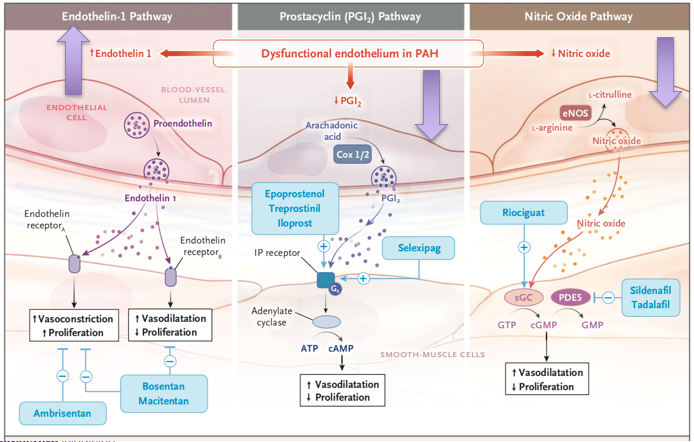 Endothelin-1 Pathway
Prostacyclin (PGI₂) Pathway
Nitric Oxide Pathway
Dysfunctional endothelium in PAH
↑Endothelin 1
↓PGI₂
↓Nitric oxide
ENDOTHELIAL
CELL
BLOOD-VESSEL
LUMEN
Proendothelin
Endothelin 1
Endothelin
receptorA
Endothelin
receptorB
↑Vasoconstriction
↑Proliferation
↑Vasodilatation
↓Proliferation
Ambrisentan
Bosentan
Macitentan
Arachadonic
acid
Cox 1/2
PGI₂
Epoprostenol
Treprostinil
Iloprost
+
Selexipag
+
IP receptor
Gs
Adenylate
cyclase
ATP
cAMP
SMOOTH-MUSCLE CELLS
↑ Vasodilatation
↓ Proliferation
L-citrulline
eNOS
L-arginine
Nitric oxide
Nitric oxide
Riociguat
+
sGC
PDE5
−
Sildenafil
Tadalafil
GTP
cGMP
GMP
↑ Vasodilatation
↓ Proliferation
−
−
−